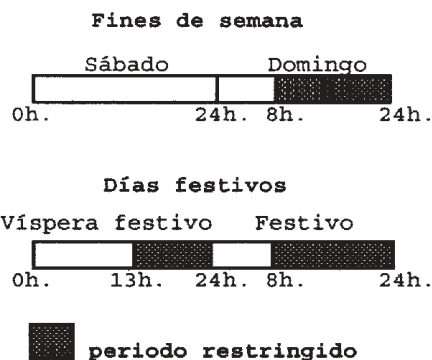 Fines de semana
Sábado Domingo
0h. 24h. 8h. 24h.
Días festivos
Víspera festivo Festivo
0h. 13h. 24h. 8h. 24h.
periodo restringido